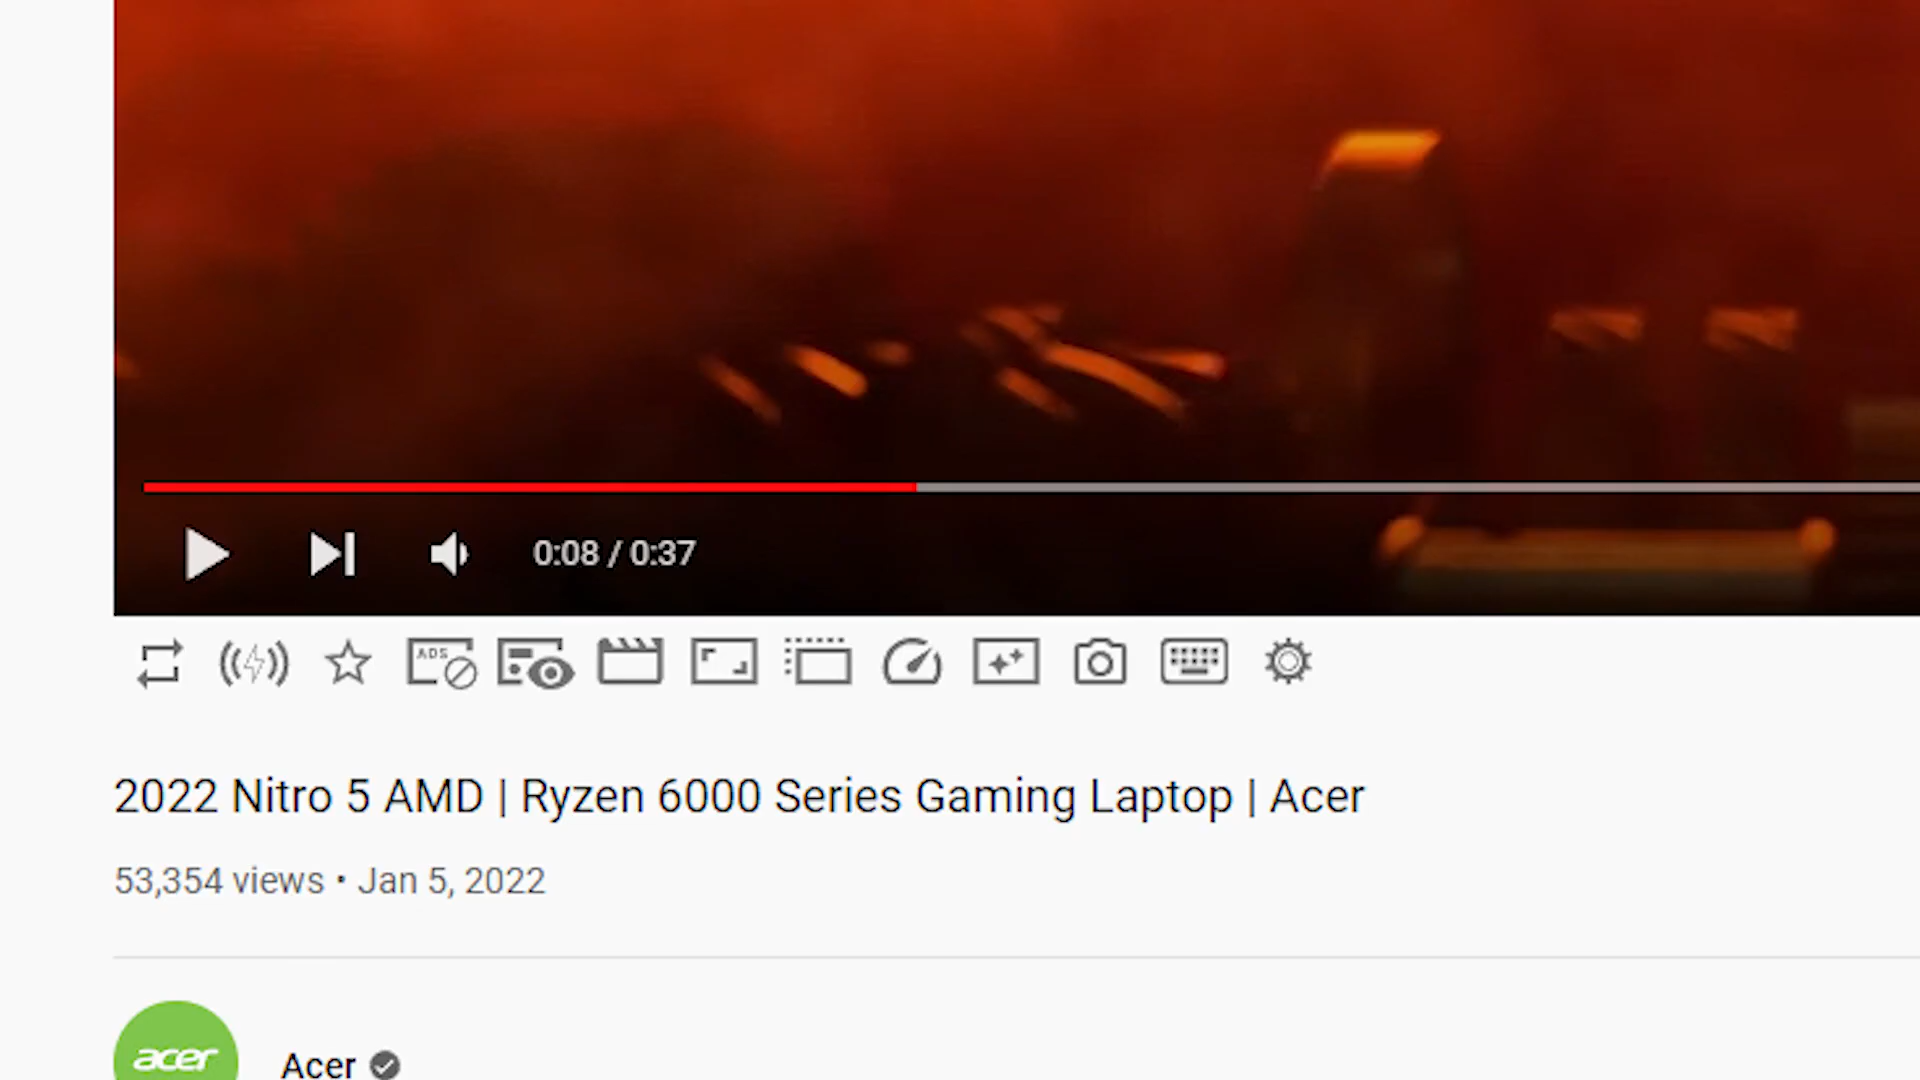 0:08 / 0:37
ADS
2022 Nitro 5 AMD | Ryzen 6000 Series Gaming Laptop | Acer
53,354 views • Jan 5, 2022
acer
Acer